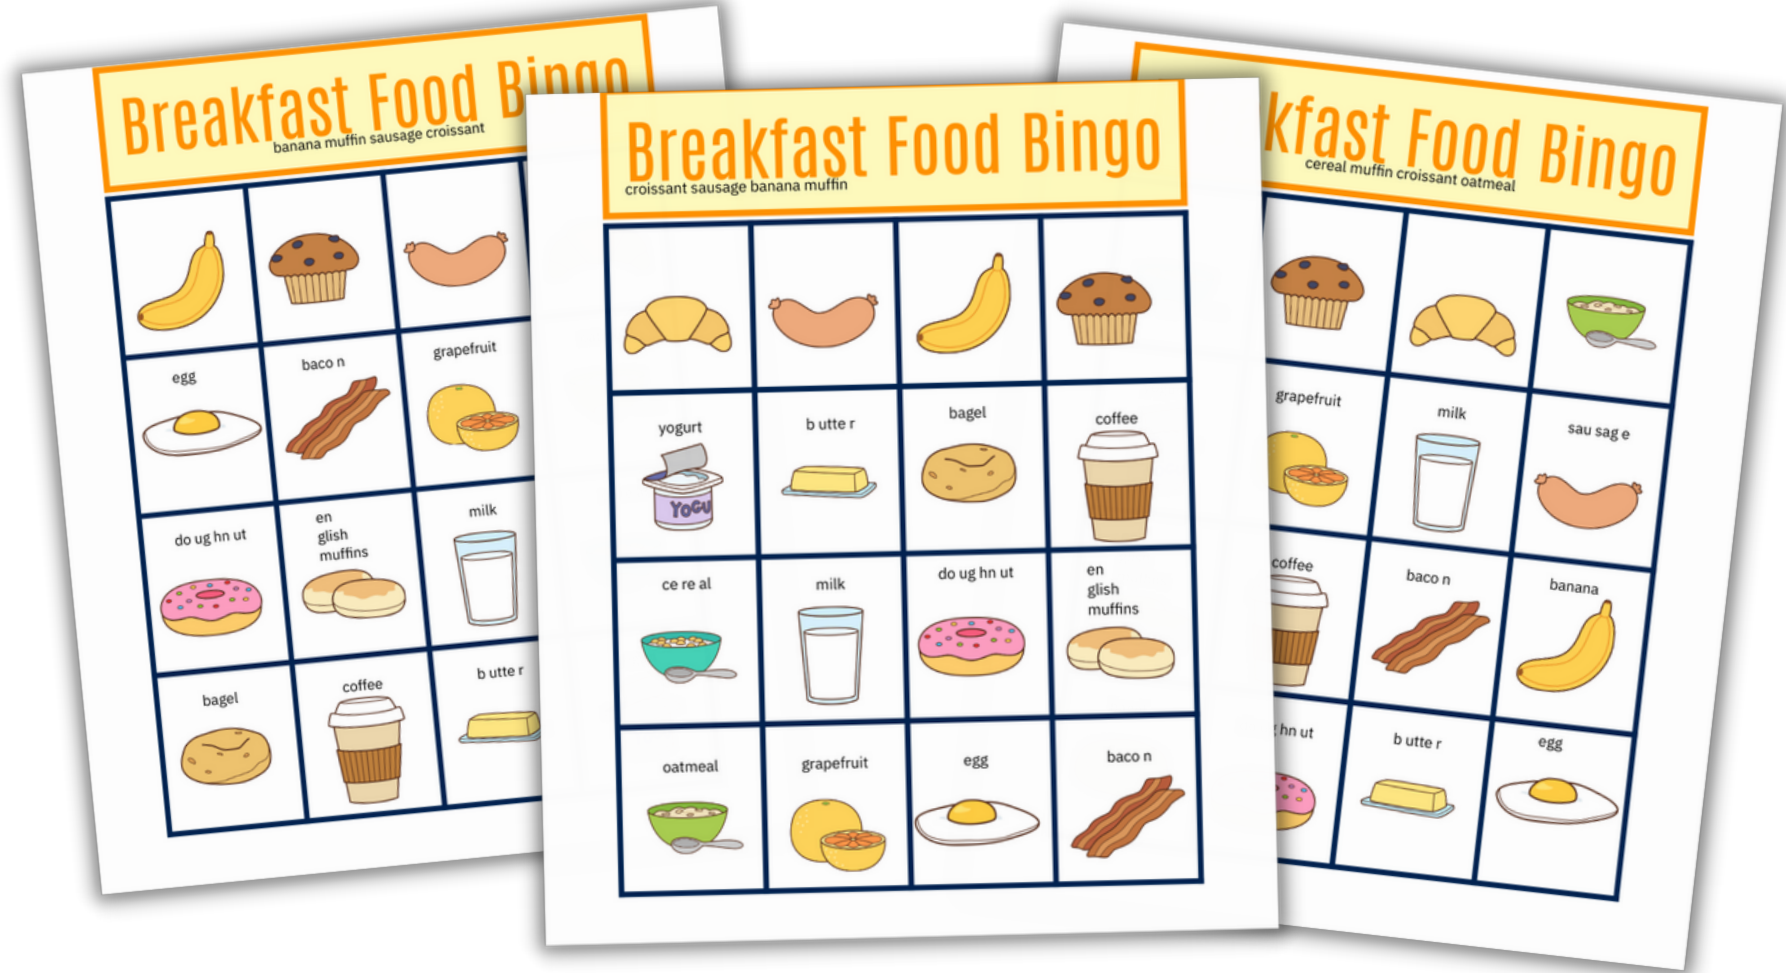 Breakfast Food Bingo
banana muffin sausage croissant
egg
baco n
grapefruit
do ug hn ut
en
glish
muffins
milk
bagel
coffee
b utte r
Breakfast Food Bingo
croissant sausage banana muffin
yogurt
b utte r
bagel
coffee
YOGU
ce re al
milk
do ug hn ut
en
glish
muffins
oatmeal
grapefruit
egg
baco n
kfast Food Bingo
cereal muffin croissant oatmeal
grapefruit
milk
sau sag e
coffee
baco n
banana
hn ut
b utte r
egg